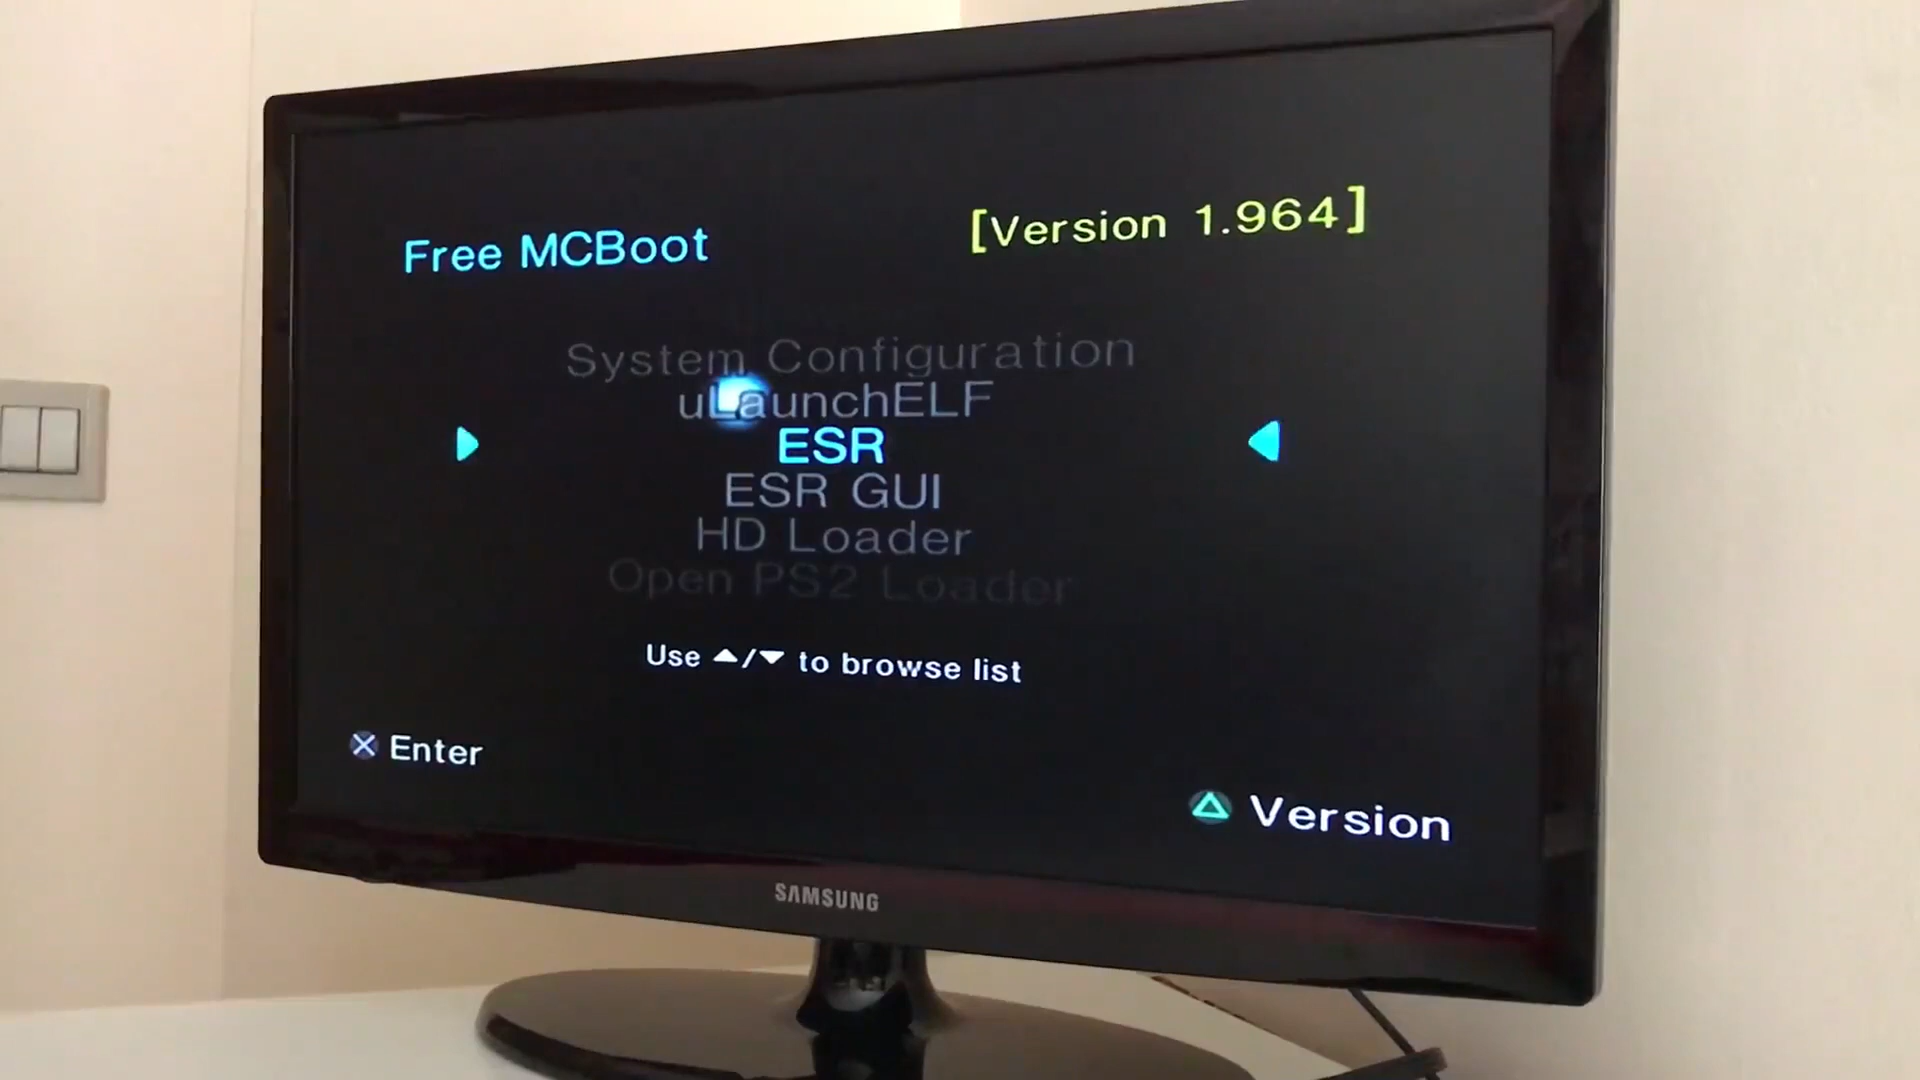 Free MCBoot
[Version 1.964]
System Configuration
uLaunchELF
ESR
ESR GUI
HD Loader
Open PS2 Loader
Use ▲/▼ to browse list
Enter
Version
SAMSUNG